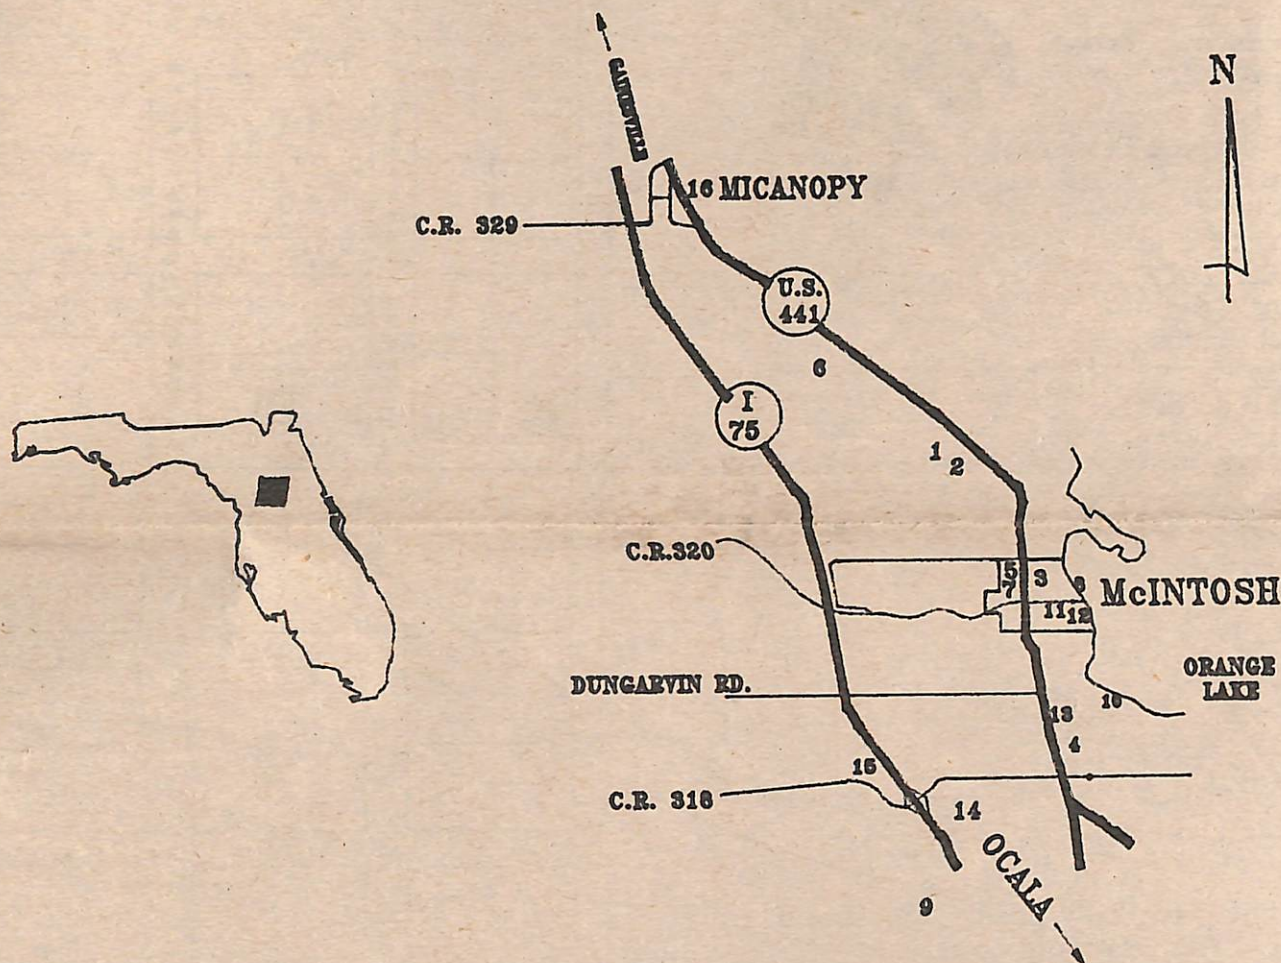 GAINESVILLE
N
16 MICANOPY
C.R. 329
U.S.
441
6
I
75
1
2
C.R.320
5
3
7
8
McINTOSH
11
12
ORANGE
LAKE
DUNGARVIN RD.
10
13
4
15
C.R. 318
14
OCALA
9